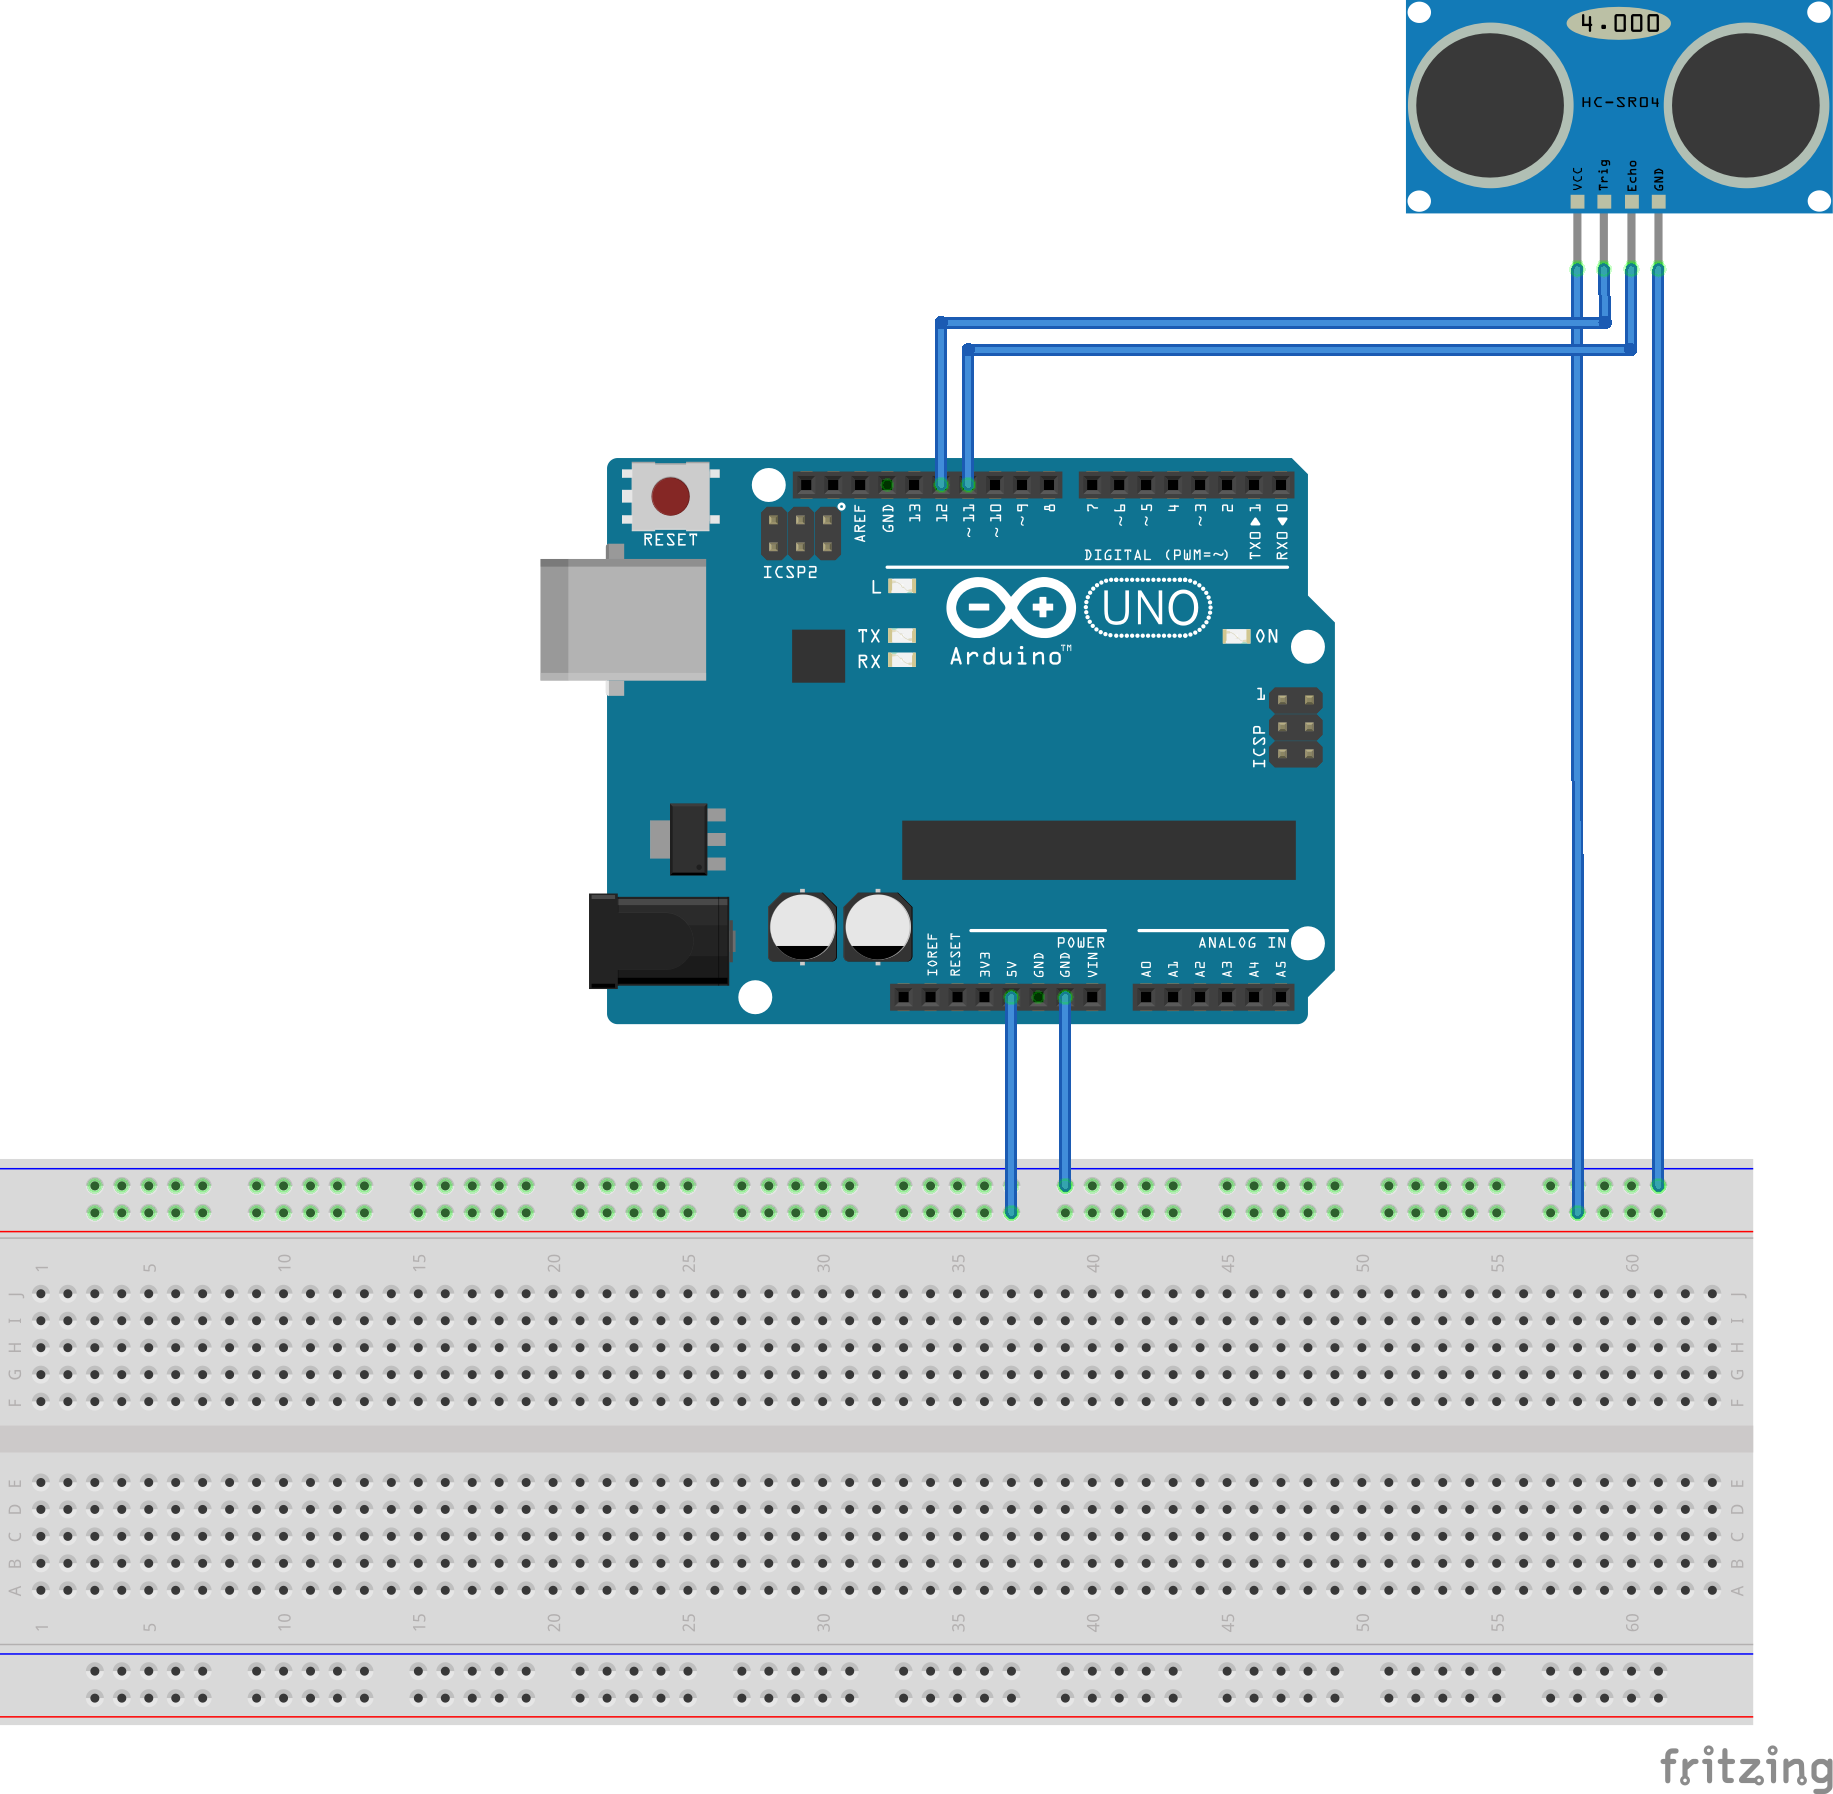 4.000
HC-SR04
VCC
Trig
Echo
GND
RESET
ICSP2
AREF
GND
13
12
~11
~10
~9
8
7
~6
~5
4
~3
2
TX0▶1
RX0◀0
DIGITAL (PWM=~)
L
TX
RX
Arduino™
UNO
ON
1
ICSP
IOREF
RESET
3V3
5V
GND
GND
VIN
POWER
ANALOG IN
A0
A1
A2
A3
A4
A5
1 5 10 15 20 25 30 35 40 45 50 55 60
J J
I I
H H
G G
F F
E E
D D
C C
B B
A A
1 5 10 15 20 25 30 35 40 45 50 55 60
fritzing